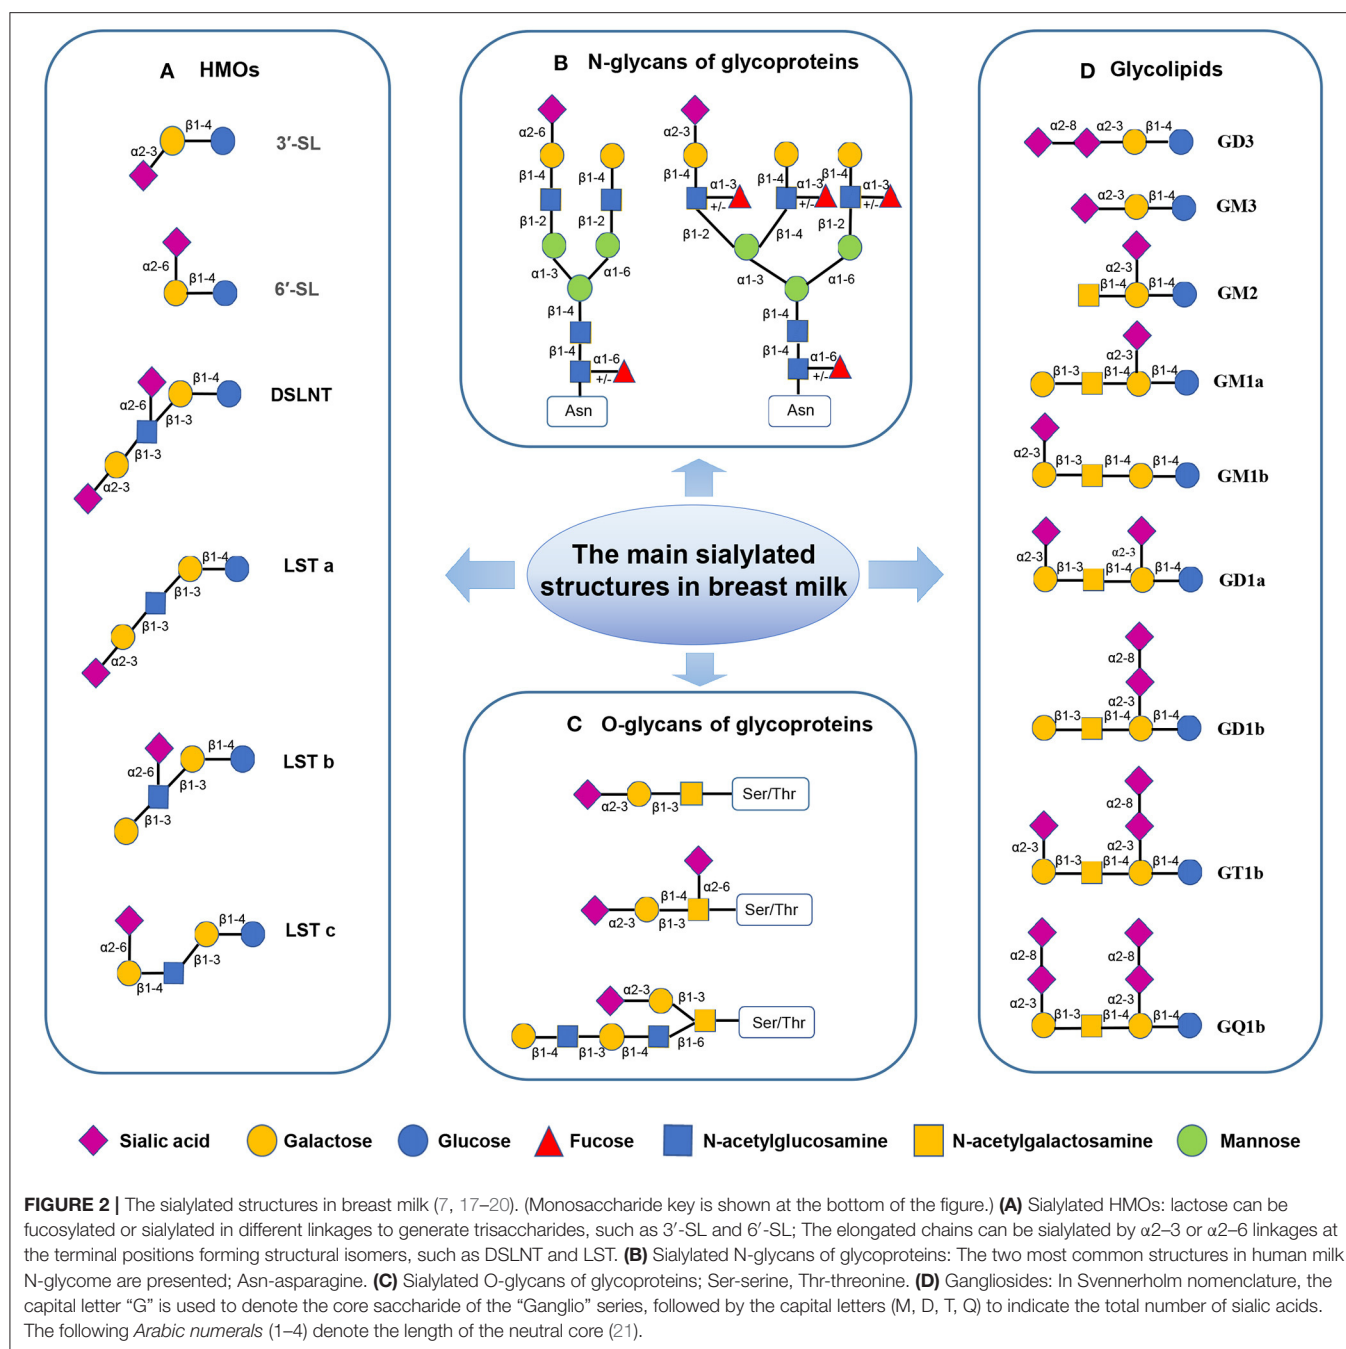 A HMOs
α2-3
β1-4
3′-SL
α2-6
β1-4
6′-SL
α2-6
β1-4
DSLNT
β1-3
β1-3
α2-3
β1-4
LST a
β1-3
β1-3
α2-3
β1-4
LST b
α2-6
β1-3
β1-3
β1-4
LST c
α2-6
β1-3
β1-4
B N-glycans of glycoproteins
α2-6
β1-4
β1-4
β1-2
β1-2
α1-3
α1-6
β1-4
β1-4
α1-6
+/-
Asn
α2-3
β1-4
β1-4
β1-4
α1-3
+/-
α1-3
+/-
α1-3
+/-
β1-2
β1-4
β1-2
α1-3
α1-6
β1-4
β1-4
α1-6
+/-
Asn
The main sialylated
structures in breast milk
C O-glycans of glycoproteins
α2-3
β1-3
Ser/Thr
α2-6
β1-4
α2-3
β1-3
Ser/Thr
α2-3
β1-3
β1-4
β1-3
β1-4
β1-6
Ser/Thr
D Glycolipids
α2-8
α2-3
β1-4
GD3
α2-3
β1-4
GM3
α2-3
β1-4
β1-4
GM2
α2-3
β1-3
β1-4
β1-4
GM1a
α2-3
β1-3
β1-4
β1-4
GM1b
α2-3
α2-3
β1-3
β1-4
β1-4
GD1a
α2-8
α2-3
β1-3
β1-4
β1-4
GD1b
α2-8
α2-3
α2-3
β1-3
β1-4
β1-4
GT1b
α2-8
α2-8
α2-3
α2-3
β1-3
β1-4
β1-4
GQ1b
Sialic acid Galactose Glucose Fucose N-acetylglucosamine N-acetylgalactosamine Mannose
FIGURE 2 | The sialylated structures in breast milk (7, 17–20). (Monosaccharide key is shown at the bottom of the figure.) (A) Sialylated HMOs: lactose can be
fucosylated or sialylated in different linkages to generate trisaccharides, such as 3′-SL and 6′-SL; The elongated chains can be sialylated by α2–3 or α2–6 linkages at
the terminal positions forming structural isomers, such as DSLNT and LST. (B) Sialylated N-glycans of glycoproteins: The two most common structures in human milk
N-glycome are presented; Asn-asparagine. (C) Sialylated O-glycans of glycoproteins; Ser-serine, Thr-threonine. (D) Gangliosides: In Svennerholm nomenclature, the
capital letter “G” is used to denote the core saccharide of the “Ganglio” series, followed by the capital letters (M, D, T, Q) to indicate the total number of sialic acids.
The following Arabic numerals (1–4) denote the length of the neutral core (21).